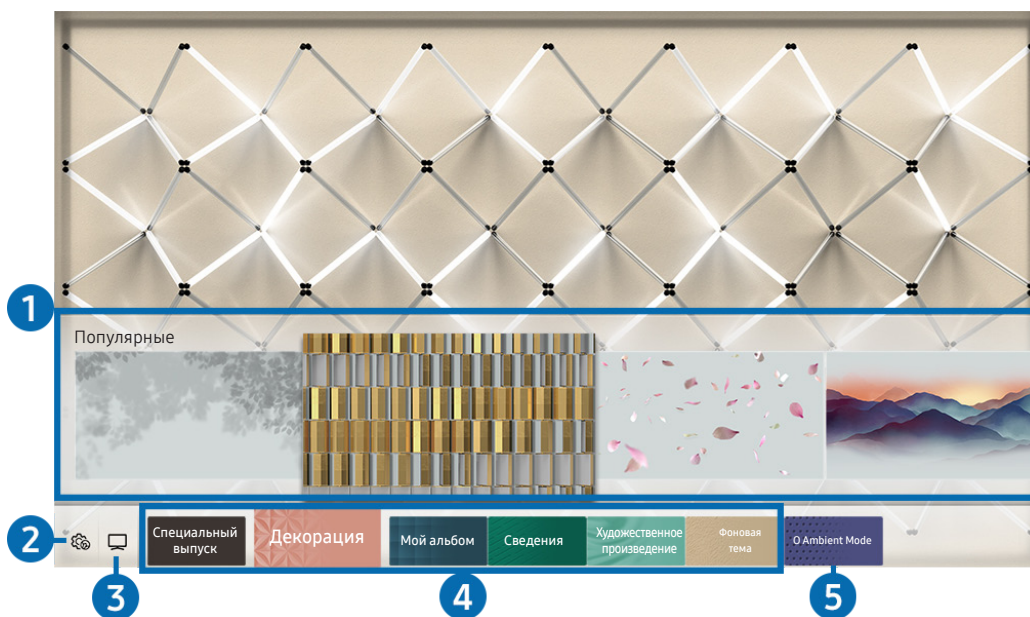 1
Популярные
2
3
Специальный
выпуск
Декорация
Мой альбом
Сведения
Художественное
произведение
Фоновая
тема
О Ambient Mode
4
5